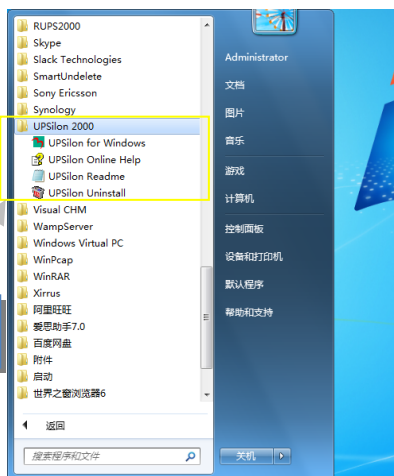 RUPS2000
Skype
Slack Technologies
SmartUndelete
Sony Ericsson
Synology
UPSilon 2000
UPSilon for Windows
UPSilon Online Help
UPSilon Readme
UPSilon Uninstall
Visual CHM
WampServer
Windows Virtual PC
WinPcap
WinRAR
Xirrus
阿里旺旺
爱思助手7.0
百度网盘
附件
启动
世界之窗浏览器6
返回
搜索程序和文件
Administrator
文档
图片
音乐
游戏
计算机
控制面板
设备和打印机
默认程序
帮助和支持
关机